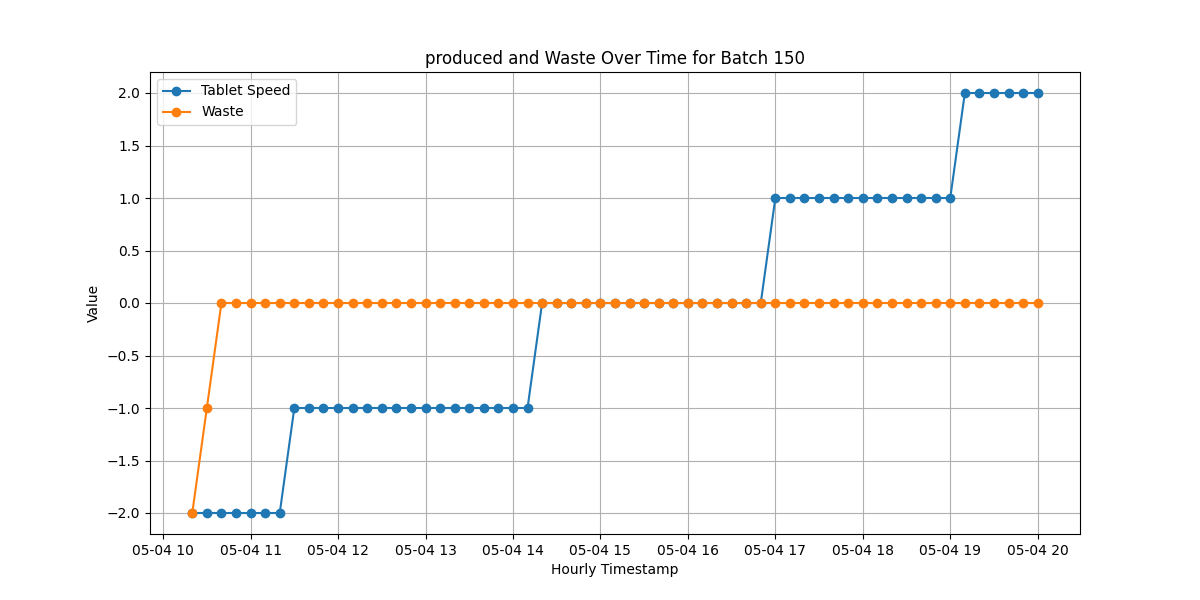 produced and Waste Over Time for Batch 150
Tablet Speed
Waste
2.0
1.5
1.0
0.5
0.0
−0.5
−1.0
−1.5
−2.0
Value
05-04 10 05-04 11 05-04 12 05-04 13 05-04 14 05-04 15 05-04 16 05-04 17 05-04 18 05-04 19 05-04 20
Hourly Timestamp